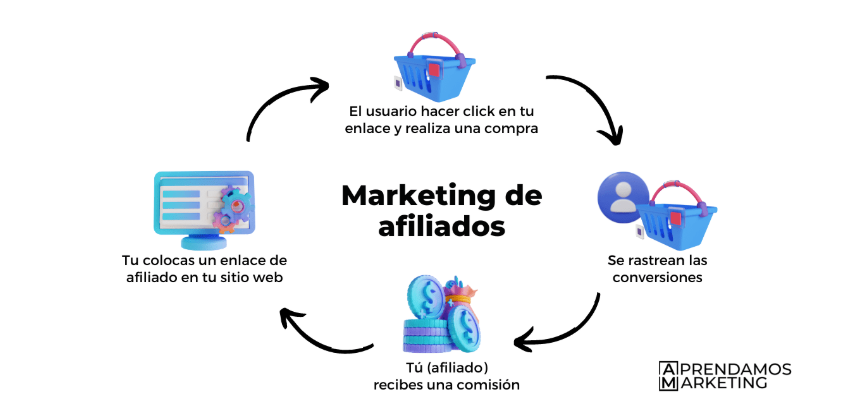 El usuario hacer click en tu
enlace y realiza una compra
Marketing de
afiliados
Tu colocas un enlace de
afiliado en tu sitio web
Se rastrean las
conversiones
Tú (afiliado)
recibes una comisión
APRENDAMOS
MARKETING